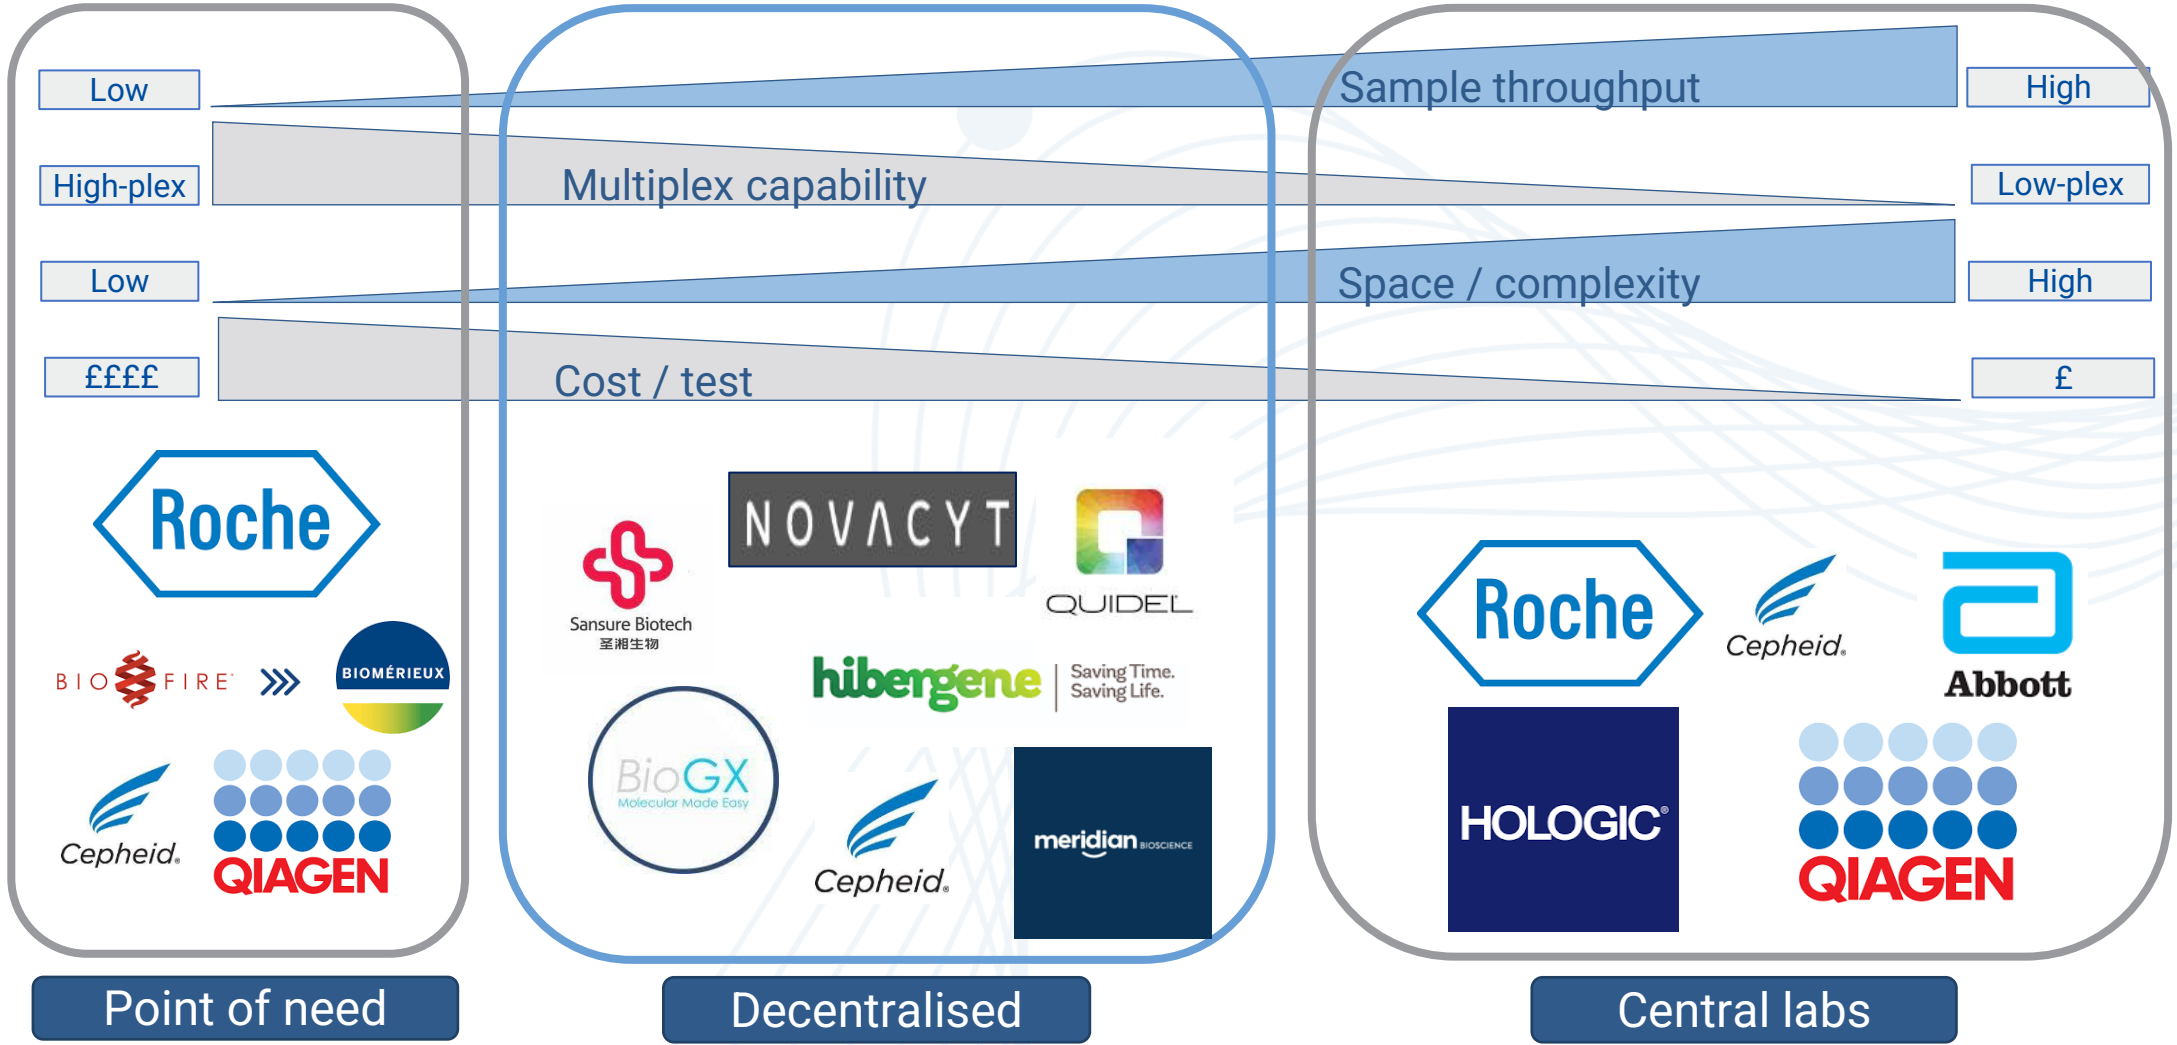 Low
Sample throughput
High
High-plex
Multiplex capability
Low-plex
Low
Space / complexity
High
££££
Cost / test
£
Roche
BIO FIRE
BIOMÉRIEUX
Cepheid.
QIAGEN
Sansure Biotech
圣湘生物
NOVACYT
QUIDEL
hibergene
Saving Time.
Saving Life.
BioGX
Molecular Made Easy
Cepheid.
meridian BIOSCIENCE
Roche
Cepheid.
Abbott
HOLOGIC®
QIAGEN
Point of need
Decentralised
Central labs